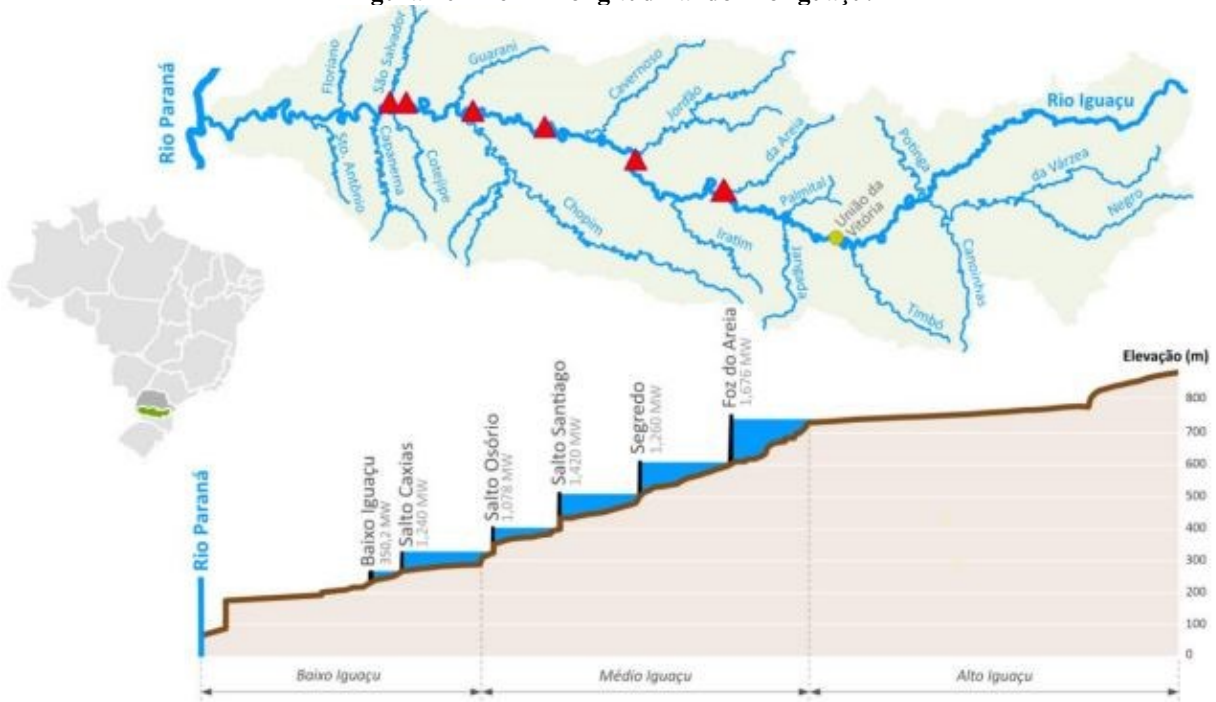 Rio Paraná
Floriano
São Salvador
Guarani
Cavernoso
Jordão
da Areia
Potinga
Rio Iguaçu
da Várzea
Negro
Sto. Antônio
Capanema
Cotejipe
Chopim
Iratim
Palmital
Jangada
União da
Vitória
Timbó
Canoinhas
Elevação (m)
800
700
600
500
400
300
200
100
0
Foz do Areia
1,676 MW
Segredo
1,260 MW
Salto Santiago
1,420 MW
Salto Osório
1,078 MW
Salto Caxias
1,240 MW
Baixo Iguaçu
350,2 MW
Rio Paraná
Baixo Iguaçu
Médio Iguaçu
Alto Iguaçu